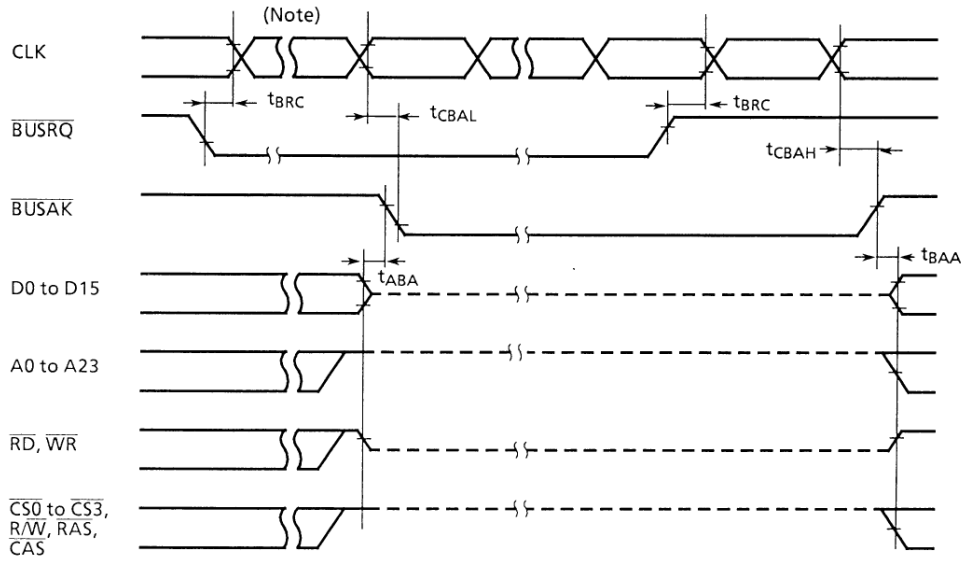 (Note)
CLK
tBRC
tCBAL
tBRC
BUSRQ
tCBAH
BUSAK
tABA
tBAA
D0 to D15
A0 to A23
RD, WR
CS0 to CS3,
R/W, RAS,
CAS